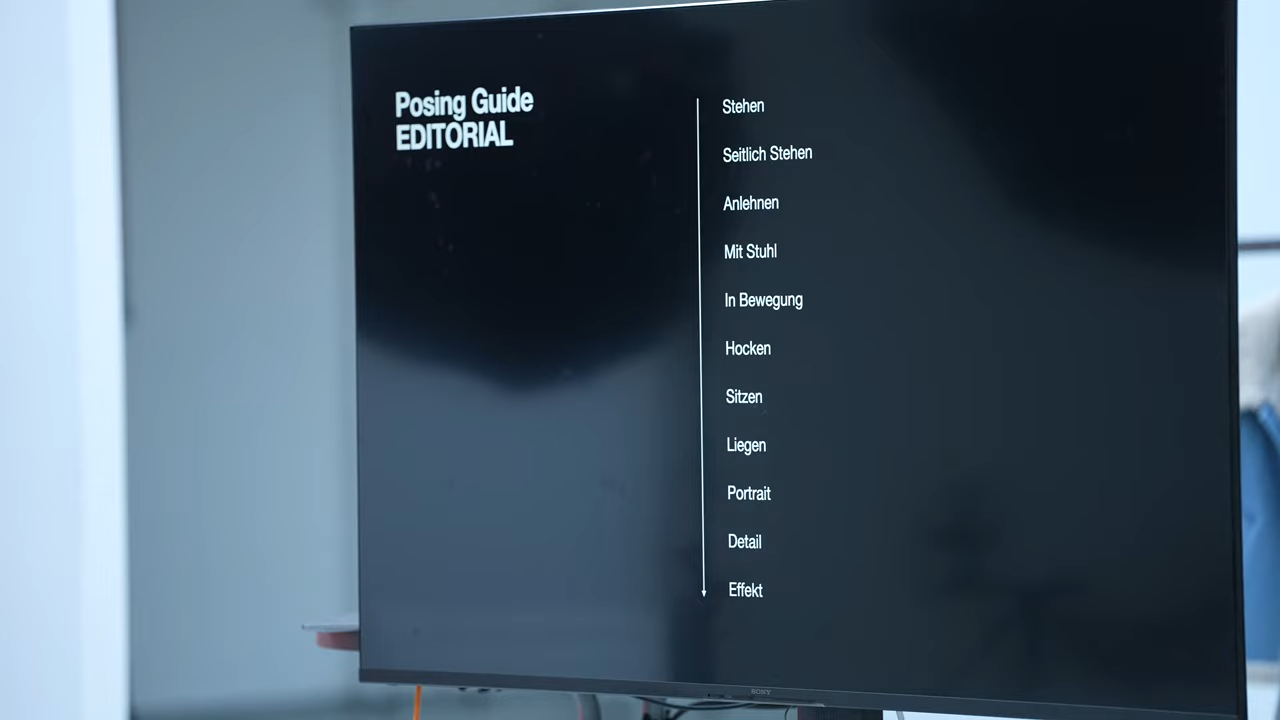 Posing Guide
EDITORIAL
Stehen
Seitlich Stehen
Anlehnen
Mit Stuhl
In Bewegung
Hocken
Sitzen
Liegen
Portrait
Detail
Effekt
SONY